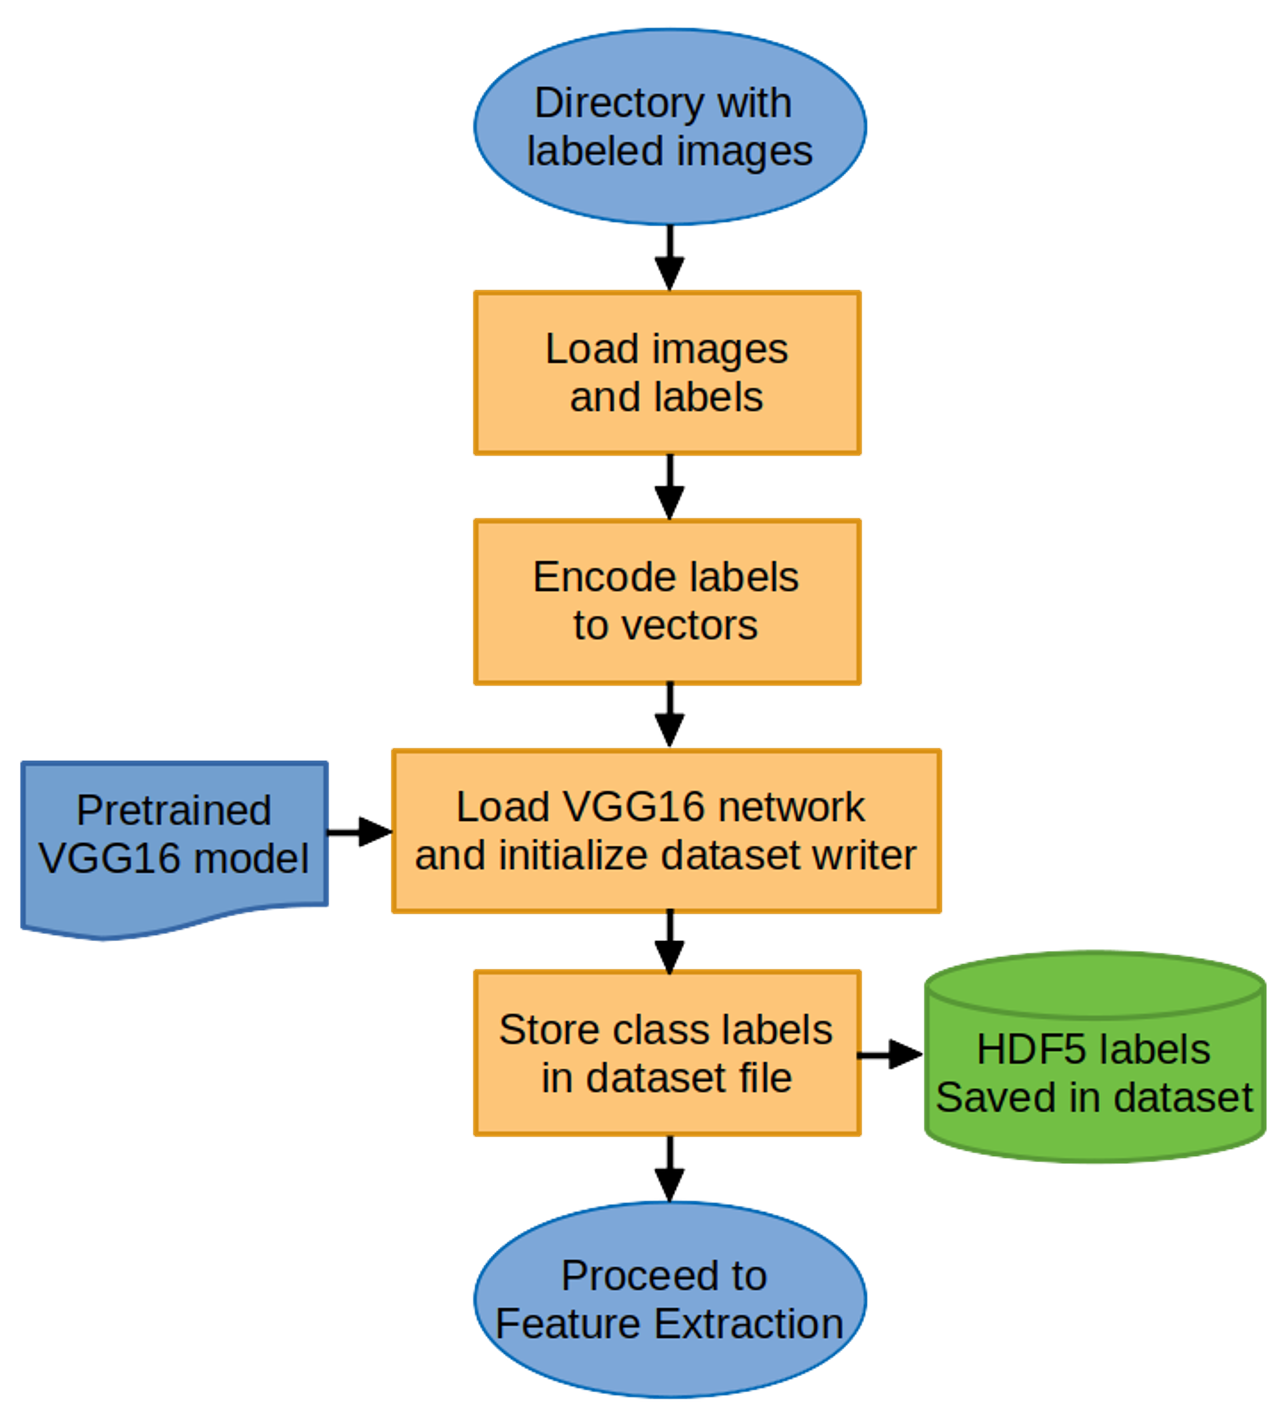 Directory with
labeled images
Load images
and labels
Encode labels
to vectors
Pretrained
VGG16 model
Load VGG16 network
and initialize dataset writer
Store class labels
in dataset file
HDF5 labels
Saved in dataset
Proceed to
Feature Extraction